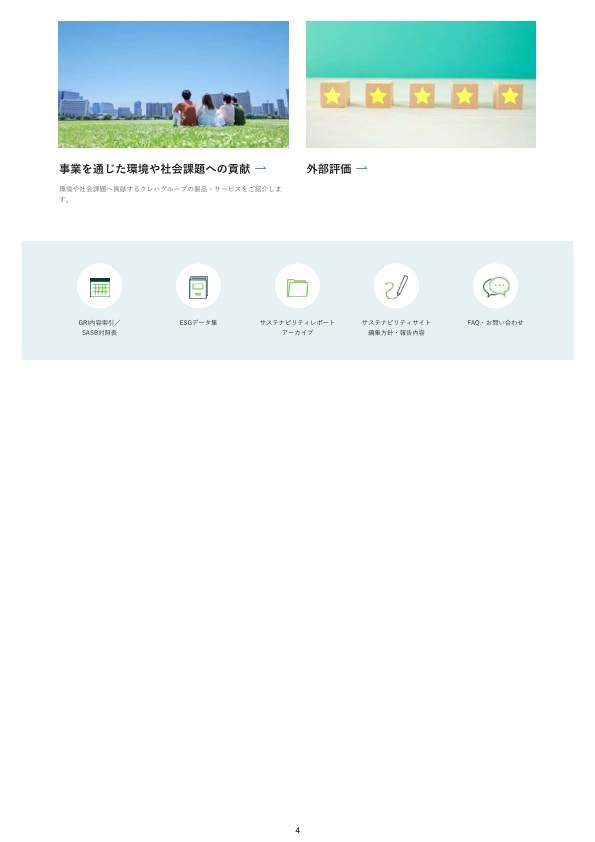 事業を通じた環境や社会課題への貢献
環境や社会課題へ貢献するクレハグループの製品・サービスをご紹介しま
す。
外部評価
GRI内容索引／
SASB対照表
ESGデータ集
サステナビリティレポート
アーカイブ
サステナビリティサイト
編集方針・報告内容
FAQ・お問い合わせ
4